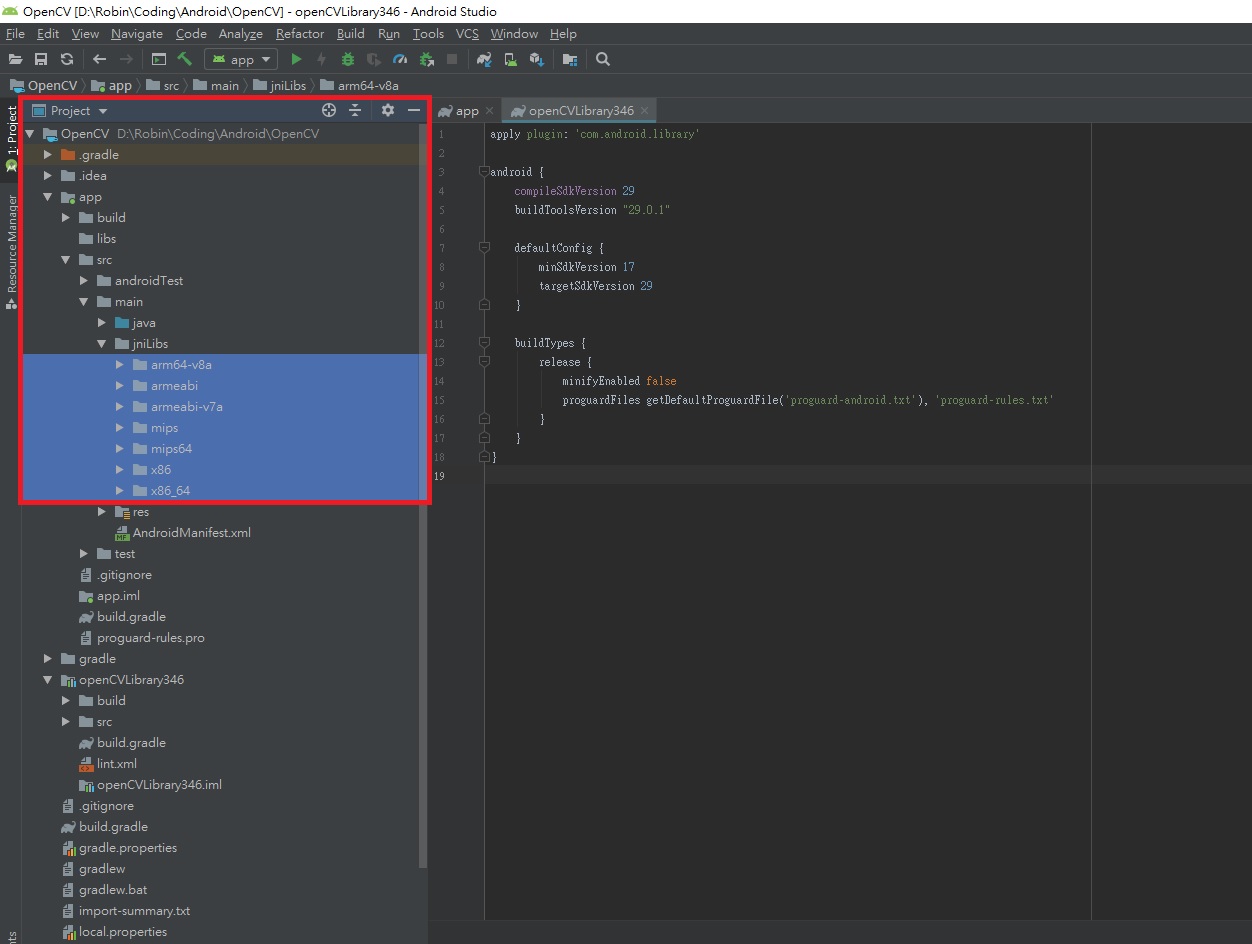 OpenCV [D:\Robin\Coding\Android\OpenCV] - openCVLibrary346 - Android Studio
File Edit View Navigate Code Analyze Refactor Build Run Tools VCS Window Help
app
OpenCV app src main jniLibs arm64-v8a
1: Project
Resource Manager
Project
OpenCV D:\Robin\Coding\Android\OpenCV
.gradle
.idea
app
build
libs
src
androidTest
main
java
jniLibs
arm64-v8a
armeabi
armeabi-v7a
mips
mips64
x86
x86_64
res
AndroidManifest.xml
test
.gitignore
app.iml
build.gradle
proguard-rules.pro
gradle
openCVLibrary346
build
src
build.gradle
lint.xml
openCVLibrary346.iml
.gitignore
build.gradle
gradle.properties
gradlew
gradlew.bat
import-summary.txt
local.properties
app openCVLibrary346
1 apply plugin: 'com.android.library'
2
3 android {
4 compileSdkVersion 29
5 buildToolsVersion "29.0.1"
6
7 defaultConfig {
8 minSdkVersion 17
9 targetSdkVersion 29
10 }
11
12 buildTypes {
13 release {
14 minifyEnabled false
15 proguardFiles getDefaultProguardFile('proguard-android.txt'), 'proguard-rules.txt'
16 }
17 }
18 }
19